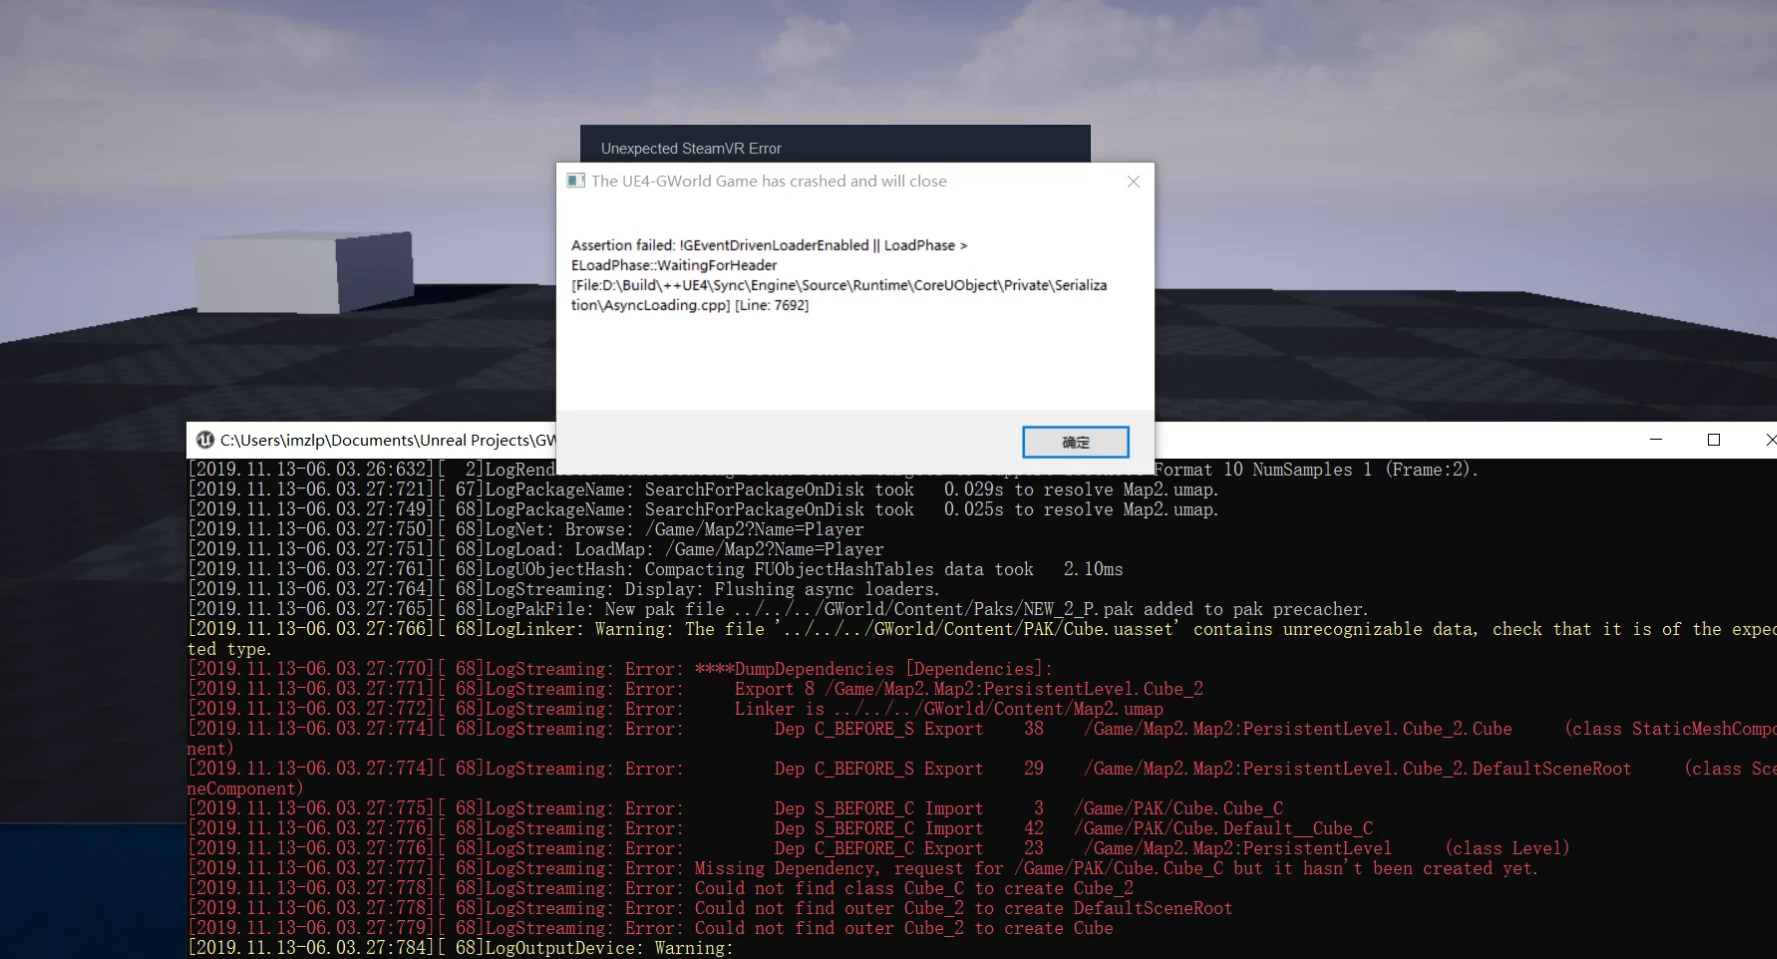 Unexpected SteamVR Error
The UE4-GWorld Game has crashed and will close
Assertion failed: !GEventDrivenLoaderEnabled || LoadPhase >
ELoadPhase::WaitingForHeader
[File:D:\Build\++UE4\Sync\Engine\Source\Runtime\CoreUObject\Private\Serializa
tion\AsyncLoading.cpp] [Line: 7692]
确定
C:\Users\imzlp\Documents\Unreal Projects\GW
[2019.11.13-06.03.26:632][  2]LogRend Format 10 NumSamples 1 (Frame:2).
[2019.11.13-06.03.27:721][ 67]LogPackageName: SearchForPackageOnDisk took   0.029s to resolve Map2.umap.
[2019.11.13-06.03.27:749][ 68]LogPackageName: SearchForPackageOnDisk took   0.025s to resolve Map2.umap.
[2019.11.13-06.03.27:750][ 68]LogNet: Browse: /Game/Map2?Name=Player
[2019.11.13-06.03.27:751][ 68]LogLoad: LoadMap: /Game/Map2?Name=Player
[2019.11.13-06.03.27:761][ 68]LogUObjectHash: Compacting FUObjectHashTables data took   2.10ms
[2019.11.13-06.03.27:764][ 68]LogStreaming: Display: Flushing async loaders.
[2019.11.13-06.03.27:765][ 68]LogPakFile: New pak file ../../../GWorld/Content/Paks/NEW_2_P.pak added to pak precacher.
[2019.11.13-06.03.27:766][ 68]LogLinker: Warning: The file '../../../GWorld/Content/PAK/Cube.uasset' contains unrecognizable data, check that it is of the expec
ted type.
[2019.11.13-06.03.27:770][ 68]LogStreaming: Error: ****DumpDependencies [Dependencies]:
[2019.11.13-06.03.27:771][ 68]LogStreaming: Error:     Export 8 /Game/Map2.Map2:PersistentLevel.Cube_2
[2019.11.13-06.03.27:772][ 68]LogStreaming: Error:     Linker is ../../../GWorld/Content/Map2.umap
[2019.11.13-06.03.27:774][ 68]LogStreaming: Error:         Dep C_BEFORE_S Export    38    /Game/Map2.Map2:PersistentLevel.Cube_2.Cube     (class StaticMeshCompo
nent)
[2019.11.13-06.03.27:774][ 68]LogStreaming: Error:         Dep C_BEFORE_S Export    29    /Game/Map2.Map2:PersistentLevel.Cube_2.DefaultSceneRoot     (class Sce
neComponent)
[2019.11.13-06.03.27:775][ 68]LogStreaming: Error:         Dep S_BEFORE_C Import     3   /Game/PAK/Cube.Cube_C
[2019.11.13-06.03.27:776][ 68]LogStreaming: Error:         Dep S_BEFORE_C Import    42   /Game/PAK/Cube.Default__Cube_C
[2019.11.13-06.03.27:776][ 68]LogStreaming: Error:         Dep C_BEFORE_C Export    23    /Game/Map2.Map2:PersistentLevel     (class Level)
[2019.11.13-06.03.27:777][ 68]LogStreaming: Error: Missing Dependency, request for /Game/PAK/Cube.Cube_C but it hasn't been created yet.
[2019.11.13-06.03.27:778][ 68]LogStreaming: Error: Could not find class Cube_C to create Cube_2
[2019.11.13-06.03.27:778][ 68]LogStreaming: Error: Could not find outer Cube_2 to create DefaultSceneRoot
[2019.11.13-06.03.27:779][ 68]LogStreaming: Error: Could not find outer Cube_2 to create Cube
[2019.11.13-06.03.27:784][ 68]LogOutputDevice: Warning: